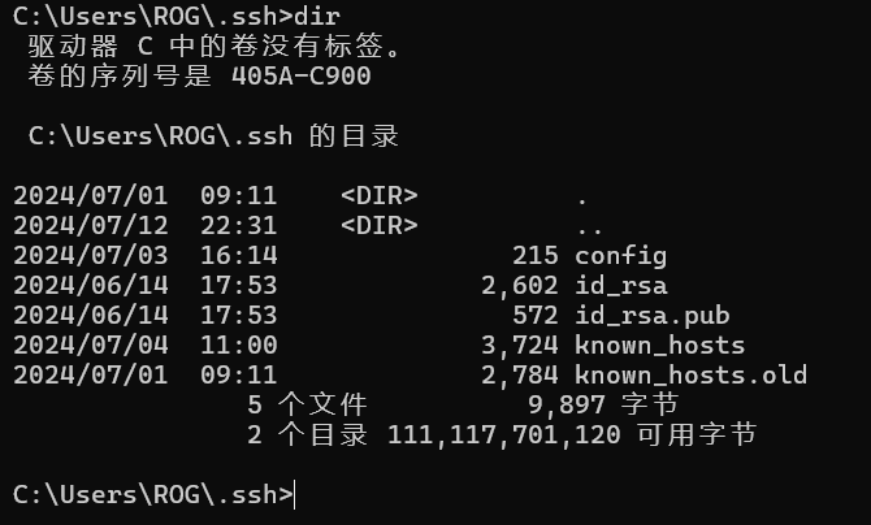 C:\Users\ROG\.ssh>dir
驱动器 C 中的卷没有标签。
卷的序列号是 405A-C900
C:\Users\ROG\.ssh 的目录
2024/07/01  09:11    <DIR>          .
2024/07/12  22:31    <DIR>          ..
2024/07/03  16:14               215 config
2024/06/14  17:53             2,602 id_rsa
2024/06/14  17:53               572 id_rsa.pub
2024/07/04  11:00             3,724 known_hosts
2024/07/01  09:11             2,784 known_hosts.old
5 个文件          9,897 字节
2 个目录 111,117,701,120 可用字节
C:\Users\ROG\.ssh>